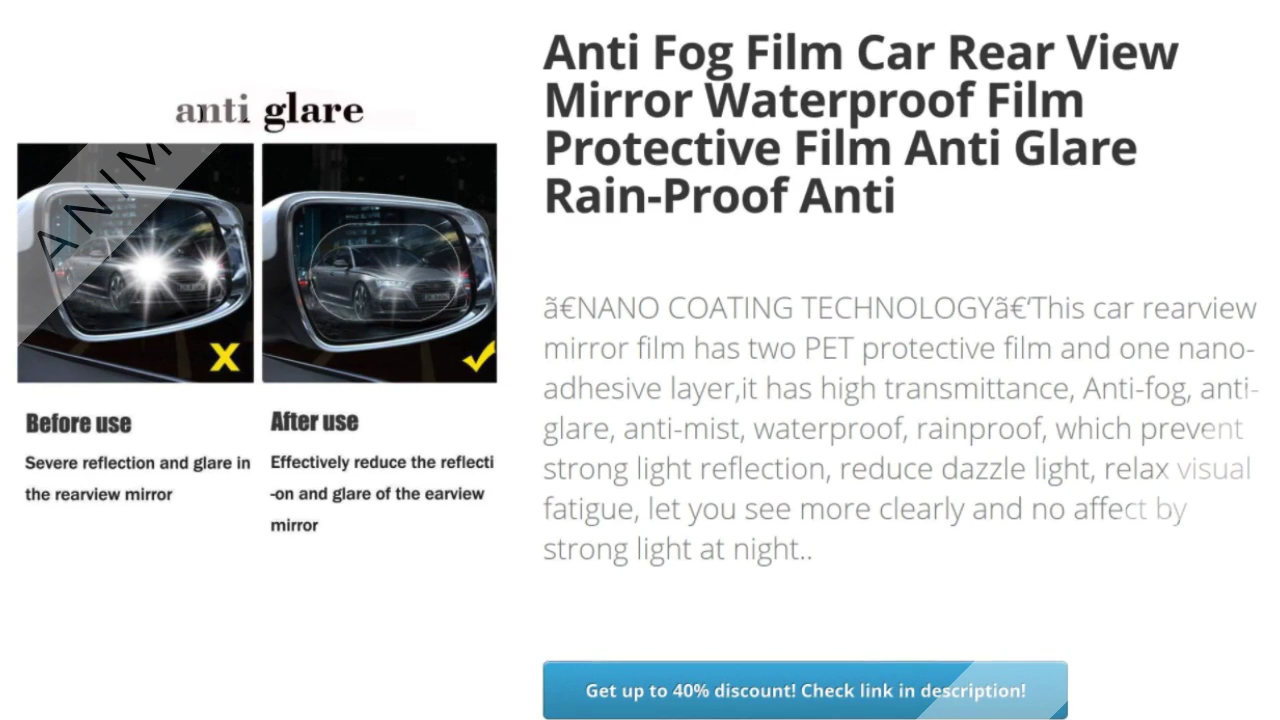 Anti Fog Film Car Rear View
Mirror Waterproof Film
Protective Film Anti Glare
Rain-Proof Anti
anti glare
ANIM
X
Before use
After use
Severe reflection and glare in
the rearview mirror
Effectively reduce the reflecti
-on and glare of the earview
mirror
ã€NANO COATING TECHNOLOGYã€‘This car rearview
mirror film has two PET protective film and one nano-
adhesive layer,it has high transmittance, Anti-fog, anti-
glare, anti-mist, waterproof, rainproof, which prevent
strong light reflection, reduce dazzle light, relax visual
fatigue, let you see more clearly and no affect by
strong light at night..
Get up to 40% discount! Check link in description!